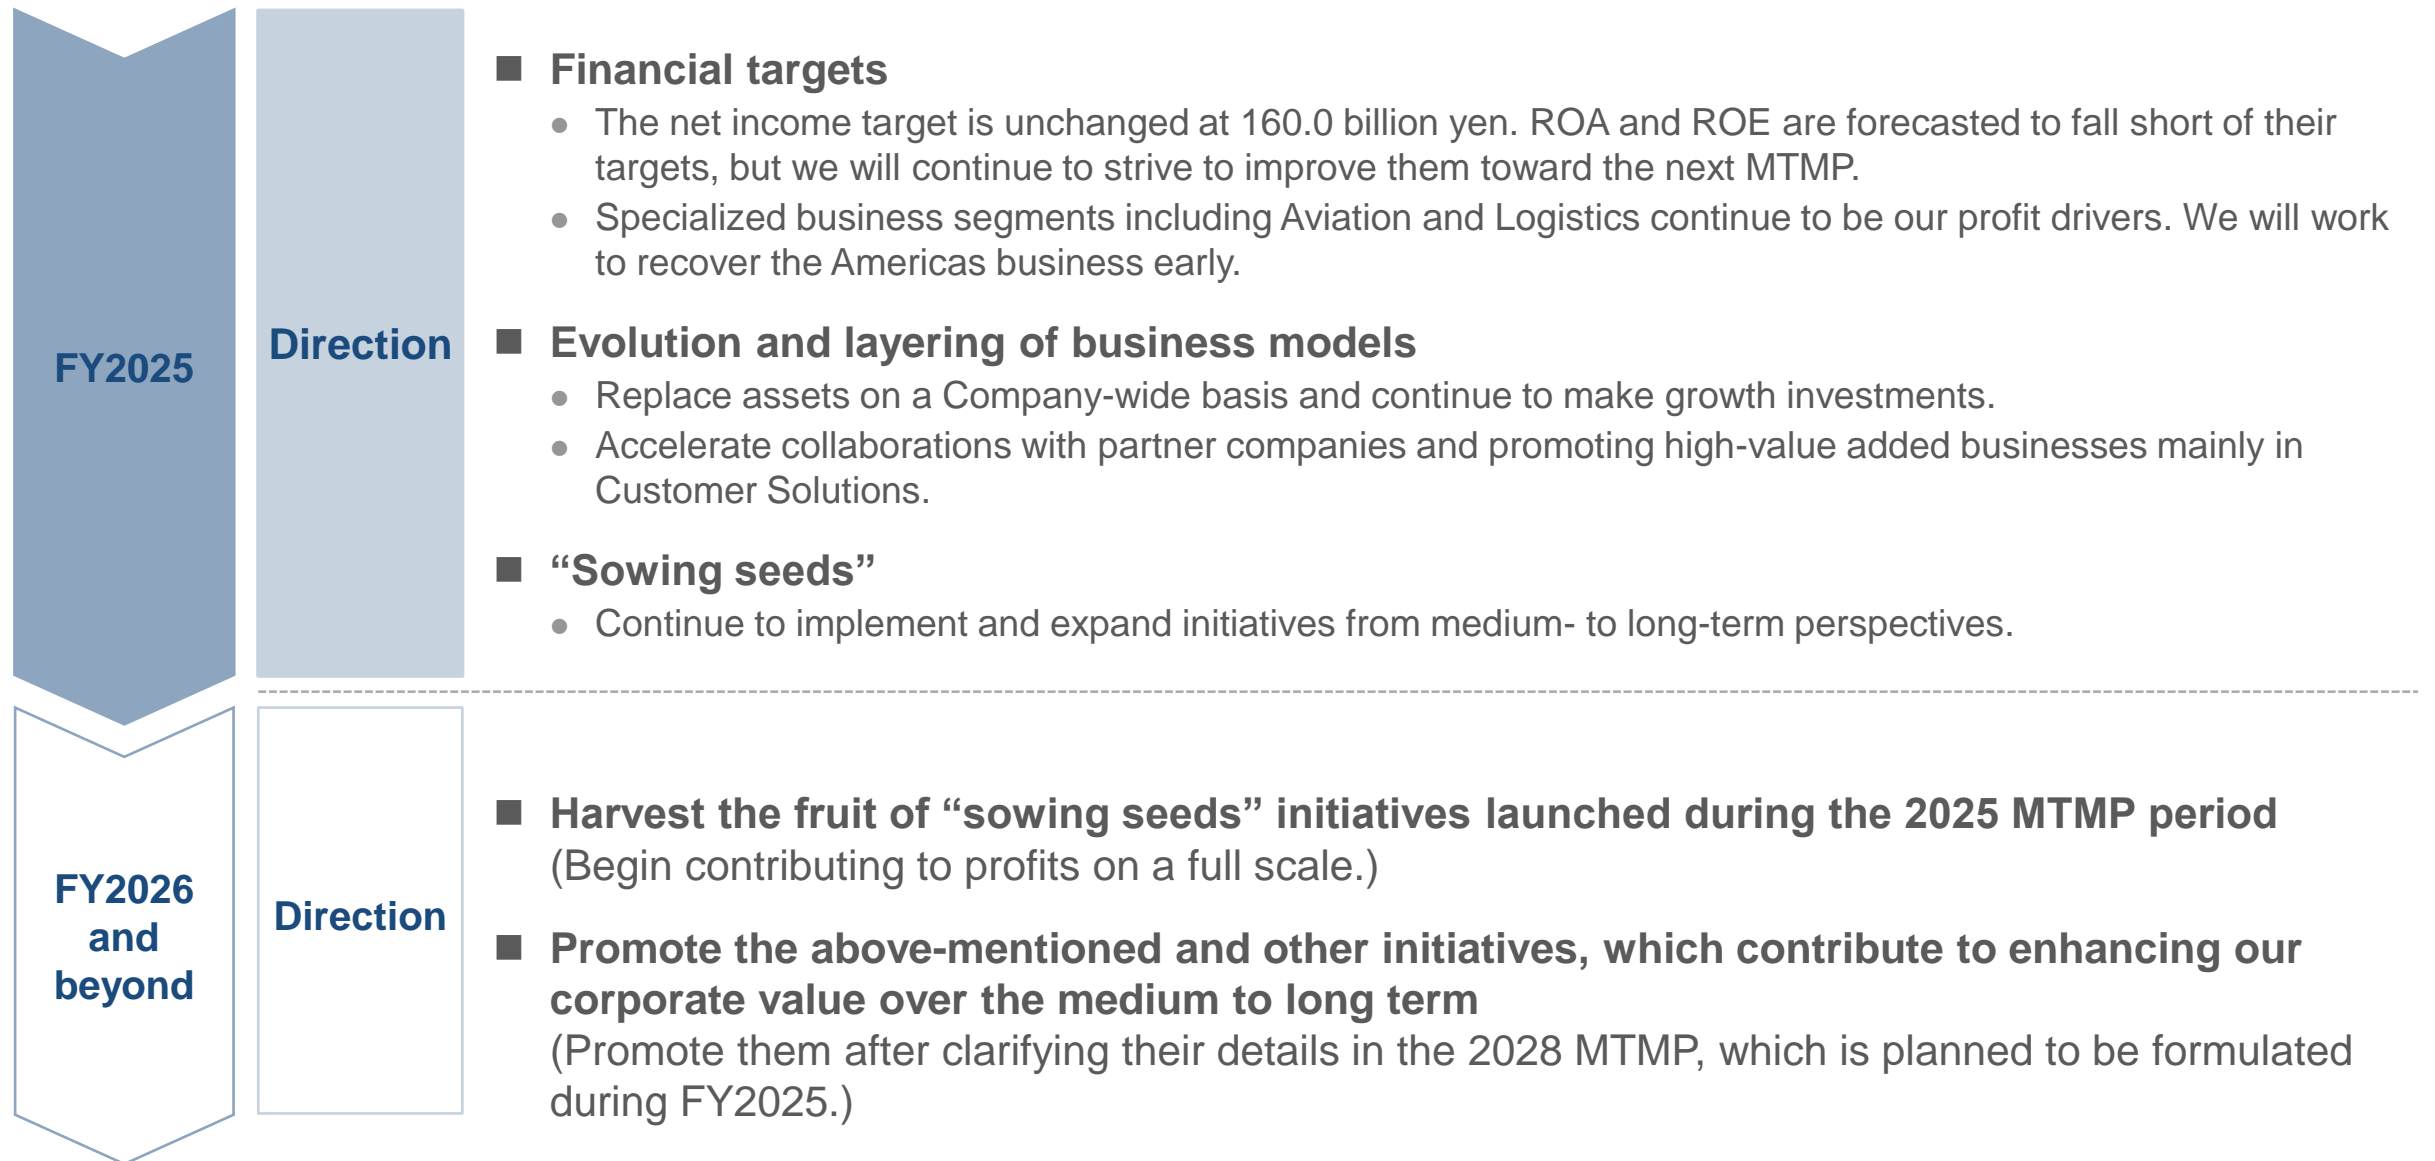 FY2025
Direction
■ Financial targets
● The net income target is unchanged at 160.0 billion yen. ROA and ROE are forecasted to fall short of their
targets, but we will continue to strive to improve them toward the next MTMP.
● Specialized business segments including Aviation and Logistics continue to be our profit drivers. We will work
to recover the Americas business early.
■ Evolution and layering of business models
● Replace assets on a Company-wide basis and continue to make growth investments.
● Accelerate collaborations with partner companies and promoting high-value added businesses mainly in
Customer Solutions.
■ “Sowing seeds”
● Continue to implement and expand initiatives from medium- to long-term perspectives.
FY2026
and
beyond
Direction
■ Harvest the fruit of “sowing seeds” initiatives launched during the 2025 MTMP period
(Begin contributing to profits on a full scale.)
■ Promote the above-mentioned and other initiatives, which contribute to enhancing our
corporate value over the medium to long term
(Promote them after clarifying their details in the 2028 MTMP, which is planned to be formulated
during FY2025.)